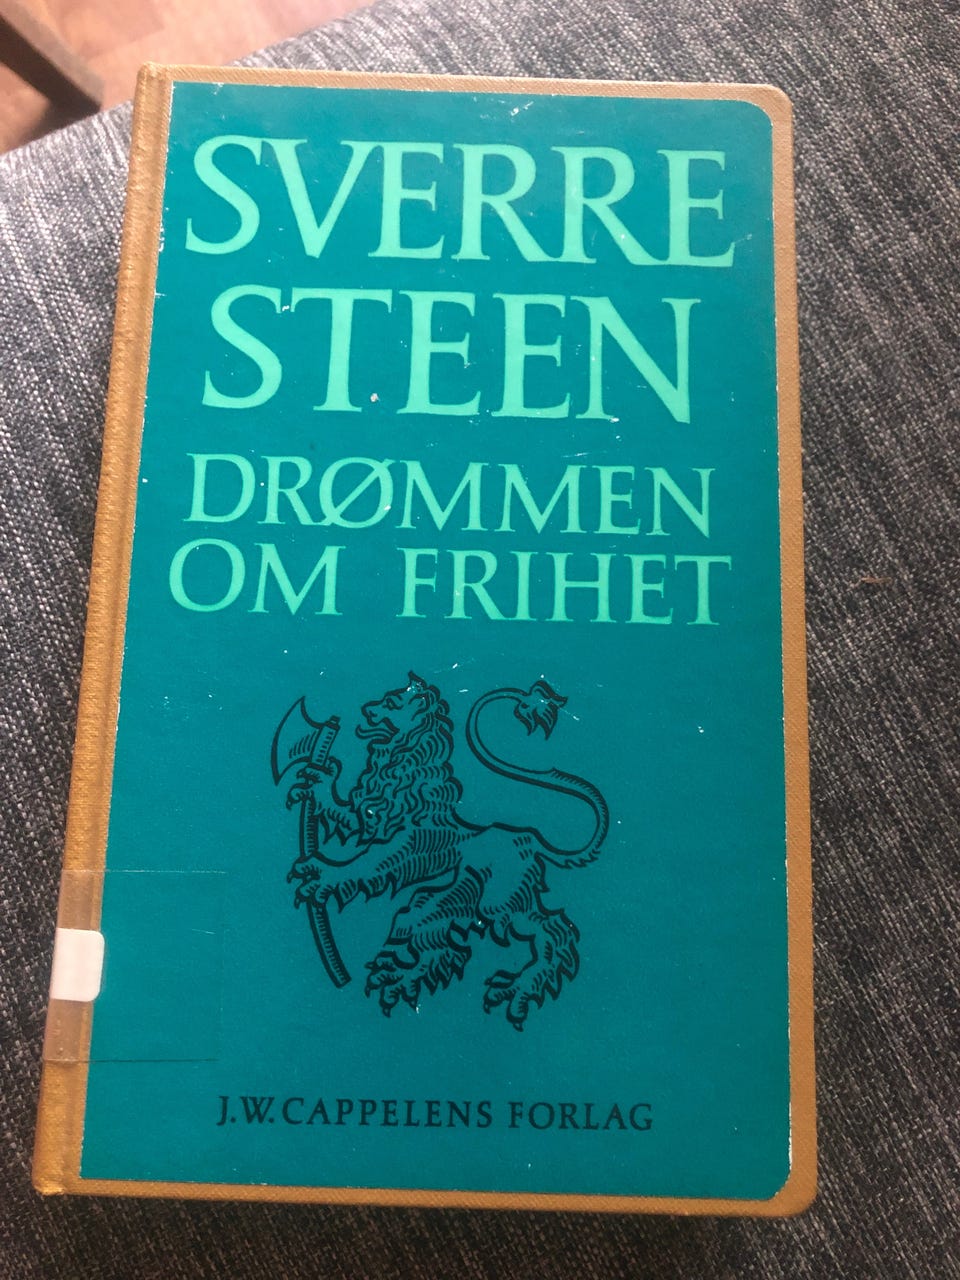 SVERRE
STEEN
DRØMMEN
OM FRIHET
J.W. CAPPELENS FORLAG